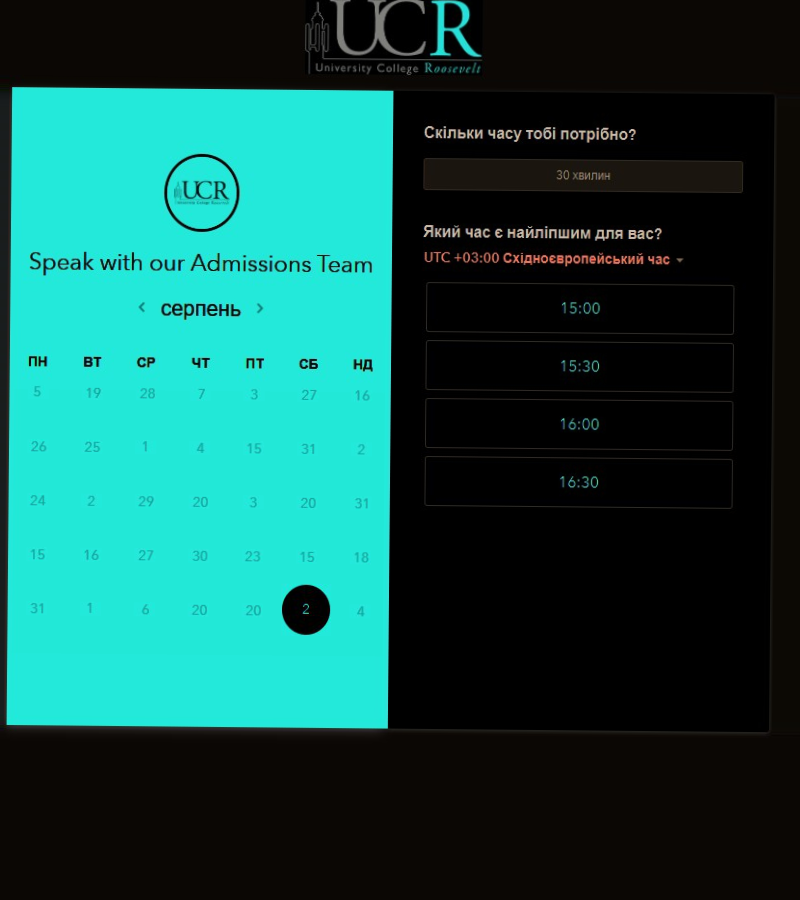 UCR
University College Roosevelt
UCR
Speak with our Admissions Team
серпень
ПН ВТ СР ЧТ ПТ СБ НД
5 19 28 7 3 27 16
26 25 1 4 15 31 2
24 2 29 20 3 20 31
15 16 27 30 23 15 18
31 1 6 20 20 2 4
Скільки часу тобі потрібно?
30 хвилин
Який час є найліпшим для вас?
UTC +03:00 Східноєвропейський час
15:00
15:30
16:00
16:30